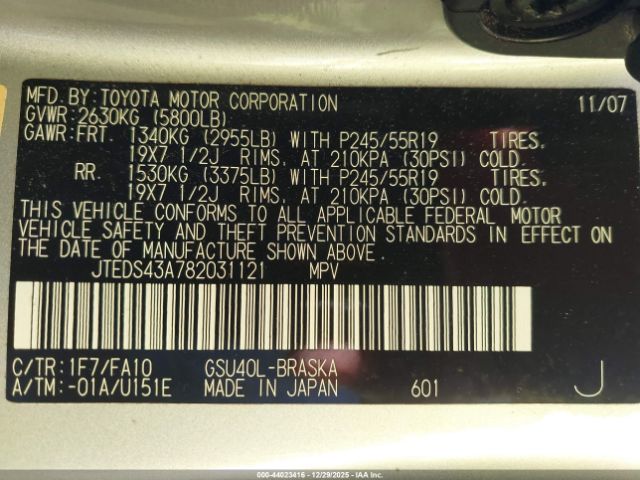 MFD.BY:TOYOTA MOTOR CORPORATION 11/07
GVWR:2630KG (5800LB)
GAWR:FRT. 1340KG (2955LB) WITH P245/55R19 TIRES,
19X7 1/2J RIMS, AT 210KPA (30PSI) COLD.
RR. 1530KG (3375LB) WITH P245/55R19 TIRES,
19X7 1/2J RIMS, AT 210KPA (30PSI) COLD.
THIS VEHICLE CONFORMS TO ALL APPLICABLE FEDERAL MOTOR
VEHICLE SAFETY AND THEFT PREVENTION STANDARDS IN EFFECT ON
THE DATE OF MANUFACTURE SHOWN ABOVE.
JTEDS43A782031121 MPV
C/TR:1F7/FA10 GSU40L-BRASKA
A/TM:-01A/U151E MADE IN JAPAN 601 J
000-44023416 - 12/29/2025 - IAA Inc.